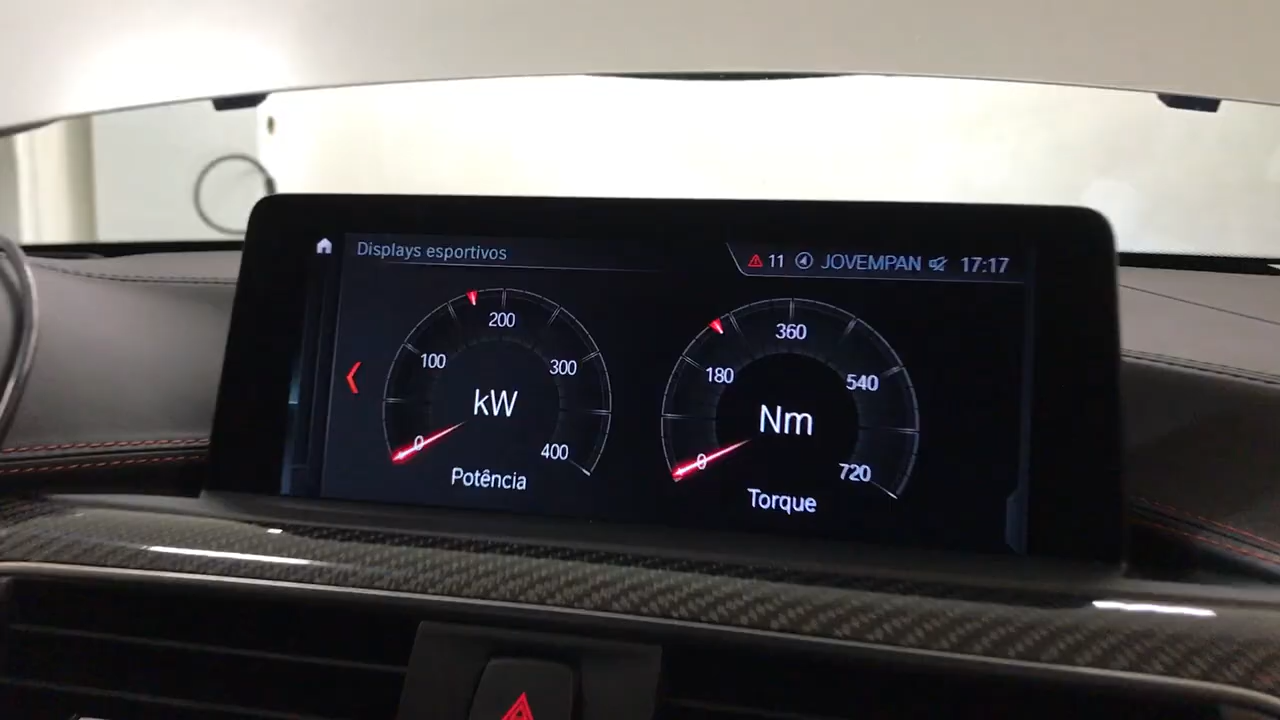 Displays esportivos
11 JOVEMPAN 17:17
0
100
200
300
400
kW
Potência
0
180
360
540
720
Nm
Torque